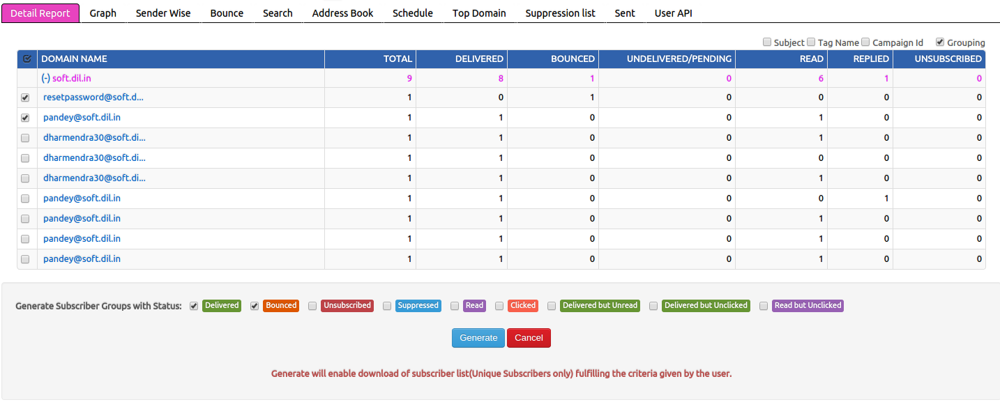 Detail Report Graph Sender Wise Bounce Search Address Book Schedule Top Domain Suppression list Sent User API
Subject Tag Name Campaign Id Grouping
DOMAIN NAME TOTAL DELIVERED BOUNCED UNDELIVERED/PENDING READ REPLIED UNSUBSCRIBED
(-) soft.dil.in 9 8 1 0 6 1 0
resetpassword@soft.d... 1 0 1 0 0 0 0
pandey@soft.dil.in 1 1 0 0 1 0 0
dharmendra30@soft.di... 1 1 0 0 1 0 0
dharmendra30@soft.di... 1 1 0 0 0 0 0
dharmendra30@soft.di... 1 1 0 0 1 0 0
pandey@soft.dil.in 1 1 0 0 0 1 0
pandey@soft.dil.in 1 1 0 0 1 0 0
pandey@soft.dil.in 1 1 0 0 1 0 0
pandey@soft.dil.in 1 1 0 0 1 0 0
Generate Subscriber Groups with Status: Delivered Bounced Unsubscribed Suppressed Read Clicked Delivered but Unread Delivered but Unclicked Read but Unclicked
Generate Cancel
Generate will enable download of subscriber list(Unique Subscribers only) fulfilling the criteria given by the user.